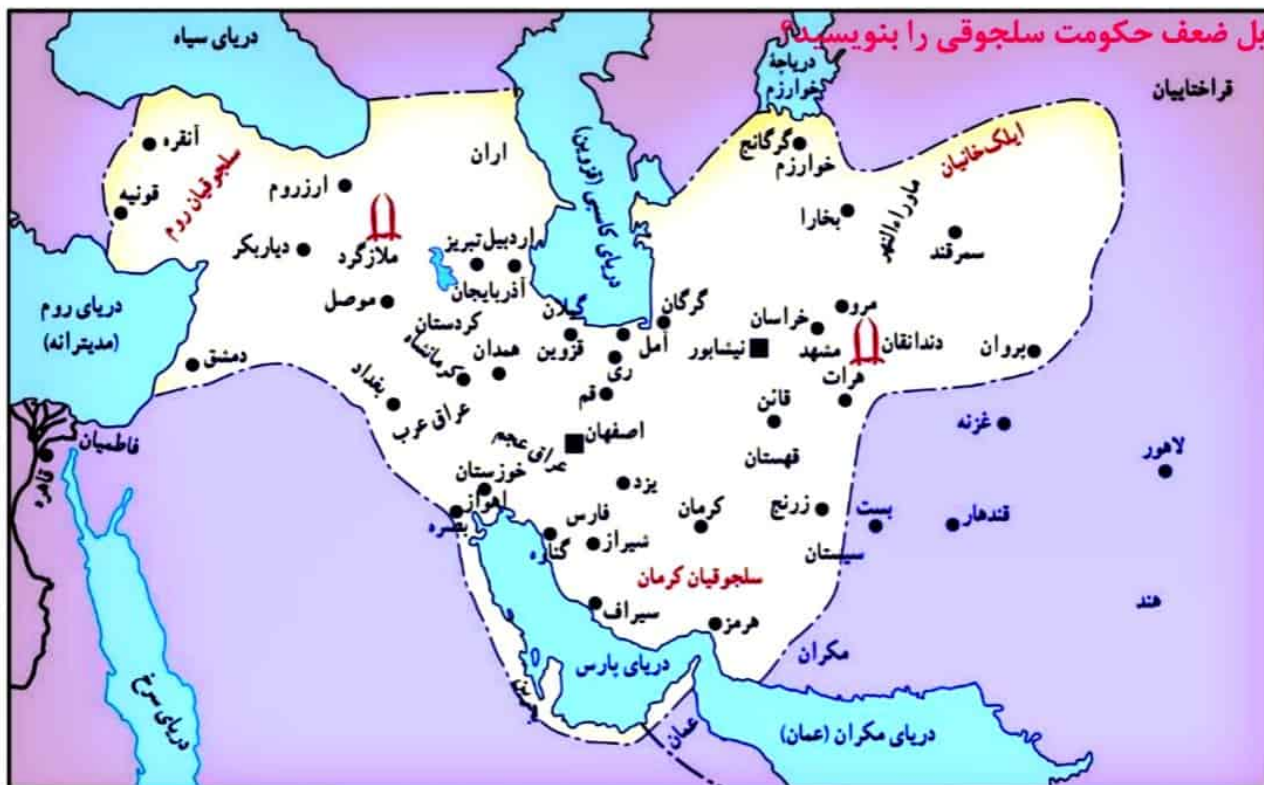 بل ضعف حکومت سلجوقی را بنویسید؟
دریای سیاه
دریاچهٔ
خوارزم
قراختاییان
آنقره
سلجوقیان روم
قونیه
ارزروم
اران
دریای کاسپی (قزوین)
گرگانج
خوارزم
ایلک‌خانیان
ماوراءالنهر
بخارا
سمرقند
دیاربکر
ملازگرد
تبریز
اردبیل
آذربایجان
موصل
دریای روم
(مدیترانه)
دمشق
کردستان
کرمانشاه
همدان
گیلان
قزوین
آمل
ری
گرگان
نیشابور
خراسان
مشهد
مرو
دندانقان
هرات
بروان
بغداد
عراق عرب
قم
قائن
غزنه
لاهور
فاطمیان
قاهره
عراق عجم
اصفهان
قهستان
خوزستان
اهواز
بصره
یزد
فارس
گناوه
شیراز
کرمان
زرنج
سیستان
بست
قندهار
سلجوقیان کرمان
سیراف
هرمز
هند
مکران
دریای سرخ
بحرین
دریای پارس
عمان
دریای مکران (عمان)